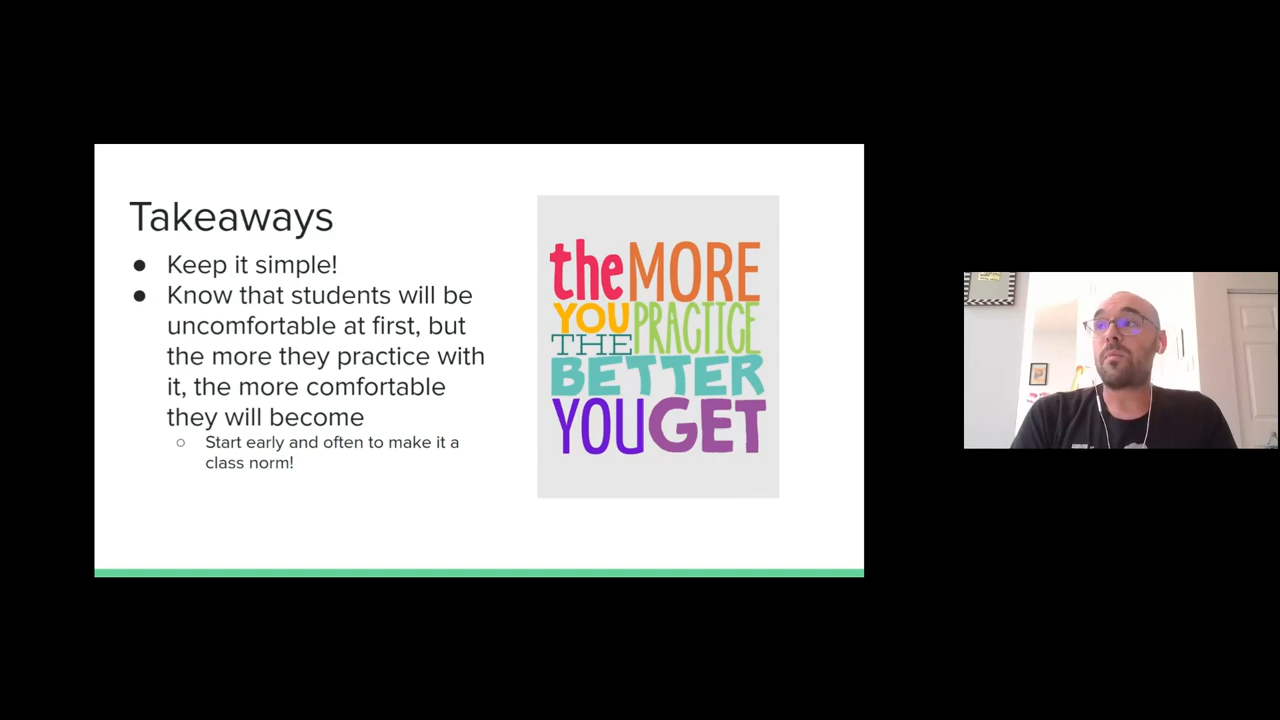 Takeaways
● Keep it simple!
● Know that students will be
uncomfortable at first, but
the more they practice with
it, the more comfortable
they will become
○ Start early and often to make it a
class norm!
the MORE
YOU PRACTICE
THE
BETTER
YOU GET